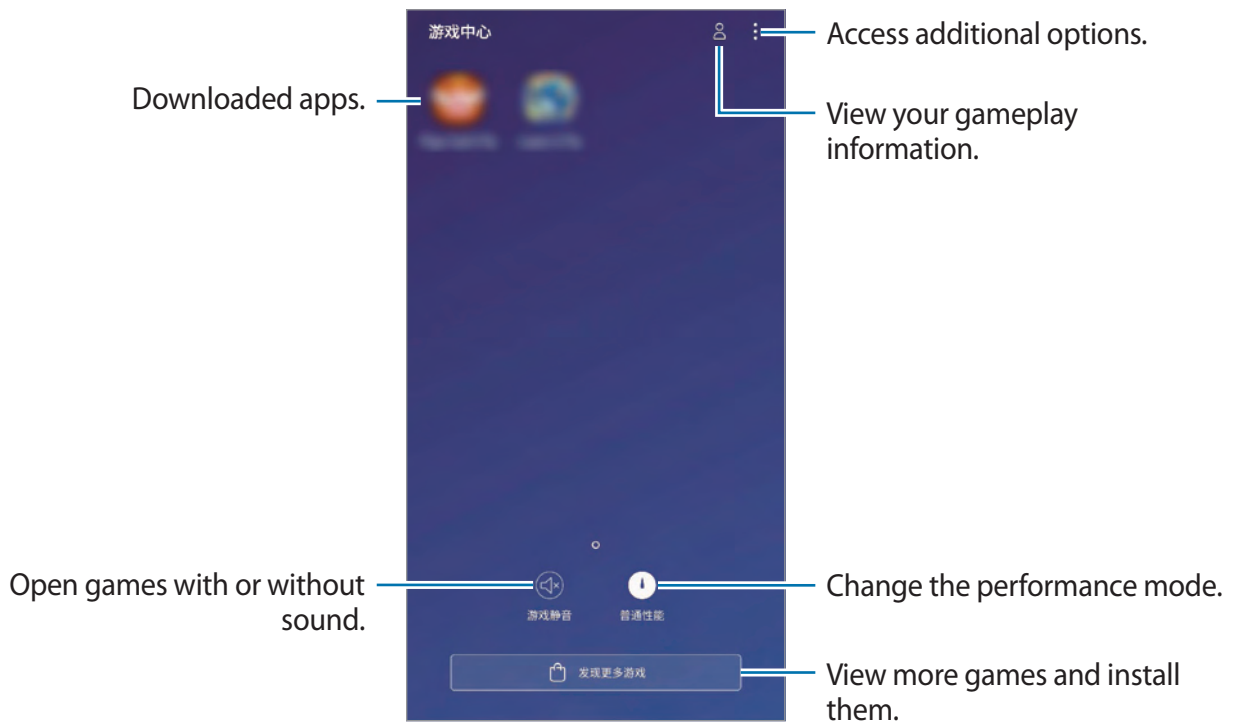 游戏中心
Access additional options.
Downloaded apps.
View your gameplay
information.
Open games with or without
sound.
游戏静音
普通性能
Change the performance mode.
发现更多游戏
View more games and install
them.